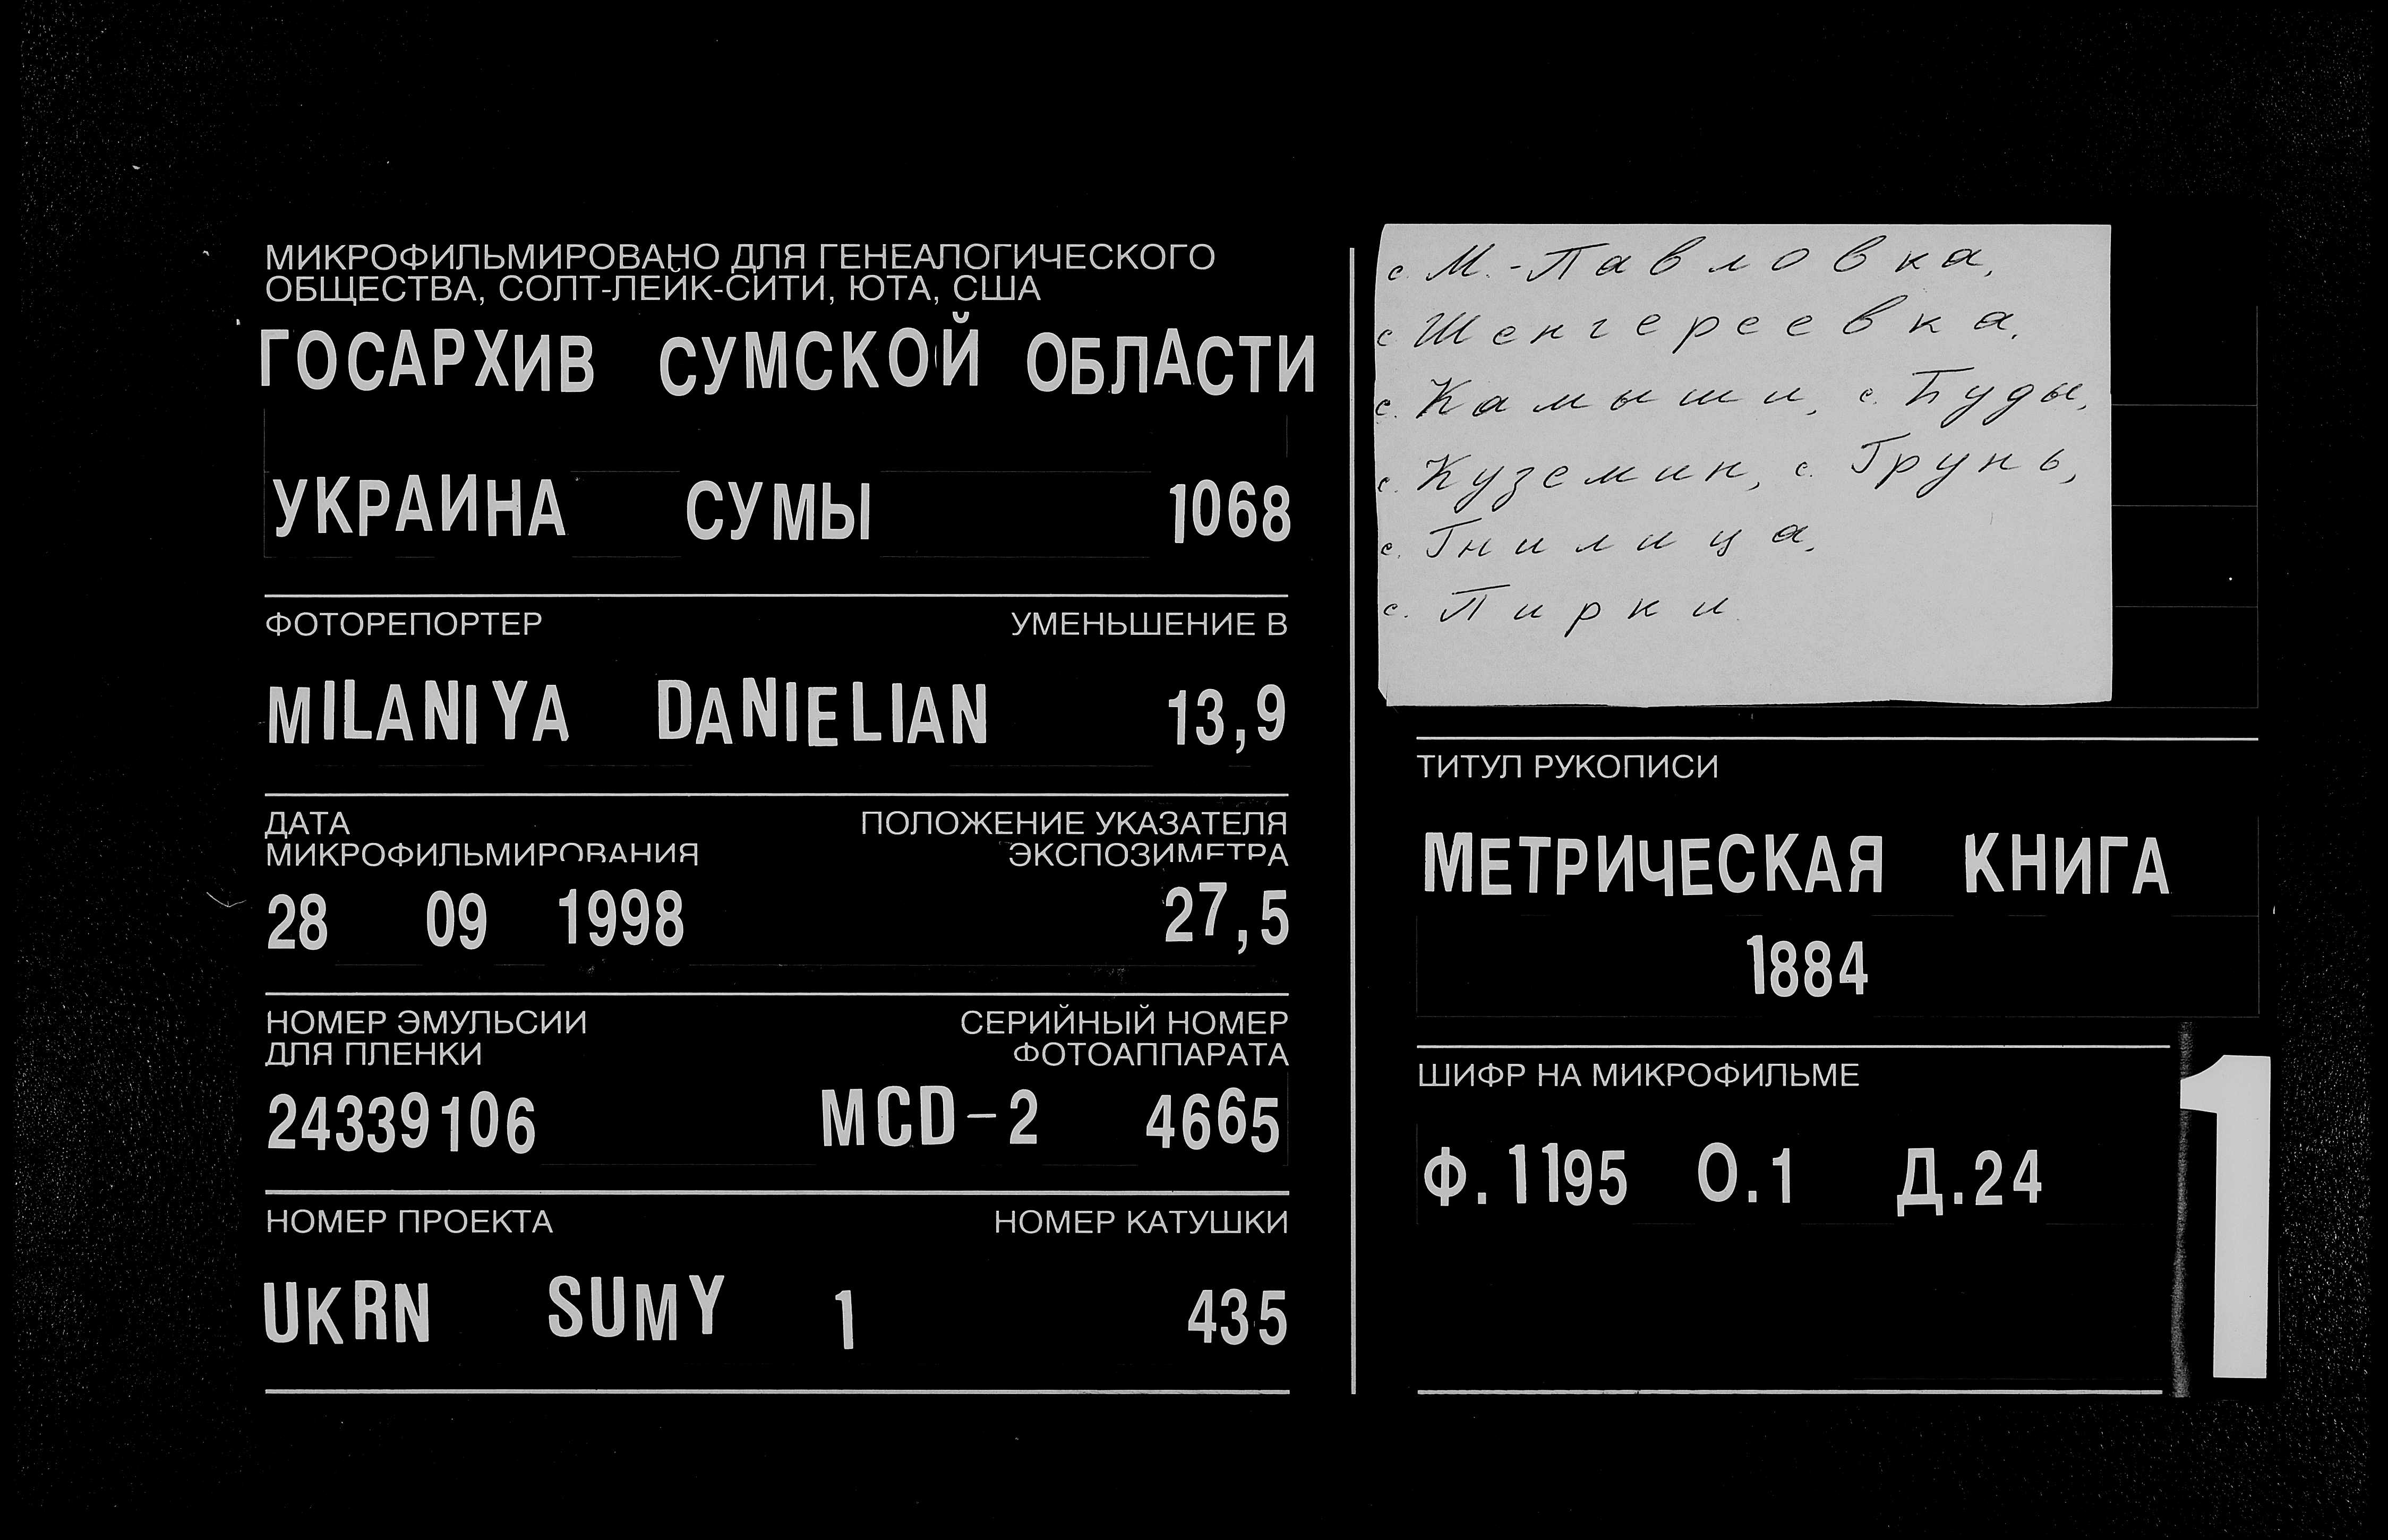 МИКРОФИЛЬМИРОВАНО ДЛЯ ГЕНЕАЛОГИЧЕСКОГО
ОБЩЕСТВА, СОЛТ-ЛЕЙК-СИТИ, ЮТА, США
ГОСАРХИВ СУМСКОЙ ОБЛАСТИ
УКРАИНА СУМЫ 1068
ФОТОРЕПОРТЕР УМЕНЬШЕНИЕ В
MILANIYA DANIELIAN 13,9
ДАТА ПОЛОЖЕНИЕ УКАЗАТЕЛЯ
МИКРОФИЛЬМИРОВАНИЯ ЭКСПОЗИМЕТРА
28 09 1998 27,5
НОМЕР ЭМУЛЬСИИ СЕРИЙНЫЙ НОМЕР
ДЛЯ ПЛЕНКИ ФОТОАППАРАТА
24339106 MCD-2 4665
НОМЕР ПРОЕКТА НОМЕР КАТУШКИ
UKRN SUMY 1 435
с. М.-Павловка,
с Шенгереевка,
с. Камыши, с. Буды,
с. Куземин, с. Грунь,
с. Гнилица,
с. Пирки
ТИТУЛ РУКОПИСИ
МЕТРИЧЕСКАЯ КНИГА
1884
ШИФР НА МИКРОФИЛЬМЕ
Ф.1195 О.1 Д.24
1